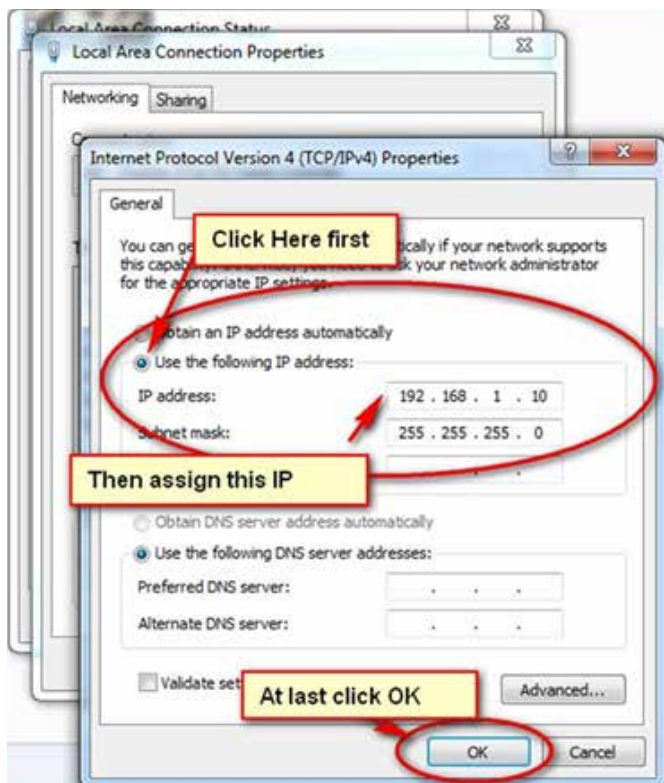 Local Area Connection Status
Local Area Connection Properties
Networking Sharing
Internet Protocol Version 4 (TCP/IPv4) Properties
General
Click Here first
You can ge ically if your network supports
this capability. k your network administrator
for the appropriate IP settings.
Obtain an IP address automatically
Use the following IP address:
IP address: 192 . 168 . 1 . 10
Subnet mask: 255 . 255 . 255 . 0
Then assign this IP . .
Obtain DNS server address automatically
Use the following DNS server addresses:
Preferred DNS server: . . .
Alternate DNS server: . . .
Validate set
At last click OK
Advanced...
OK Cancel